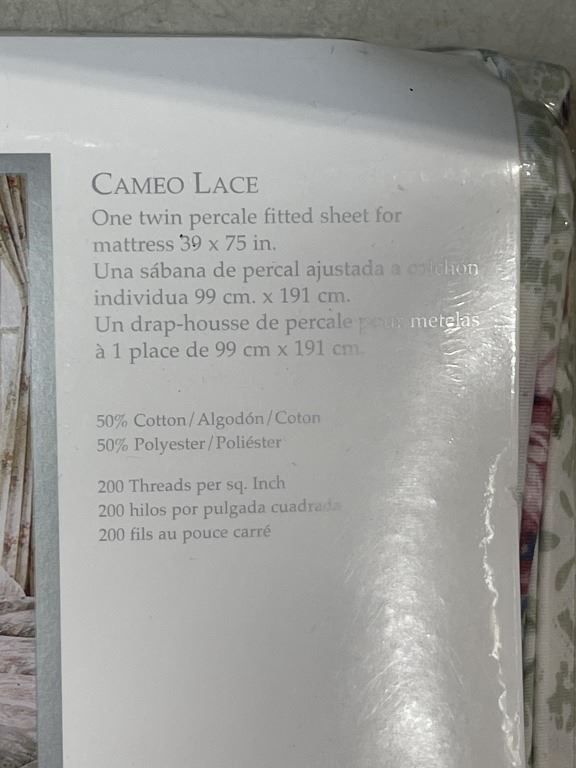 CAMEO LACE
One twin percale fitted sheet for
mattress 39 x 75 in.
Una sábana de percal ajustada a colchon
individua 99 cm. x 191 cm.
Un drap-housse de percale pour metelas
à 1 place de 99 cm x 191 cm.
50% Cotton/Algodón/Coton
50% Polyester/Poliéster
200 Threads per sq. Inch
200 hilos por pulgada cuadrada
200 fils au pouce carré